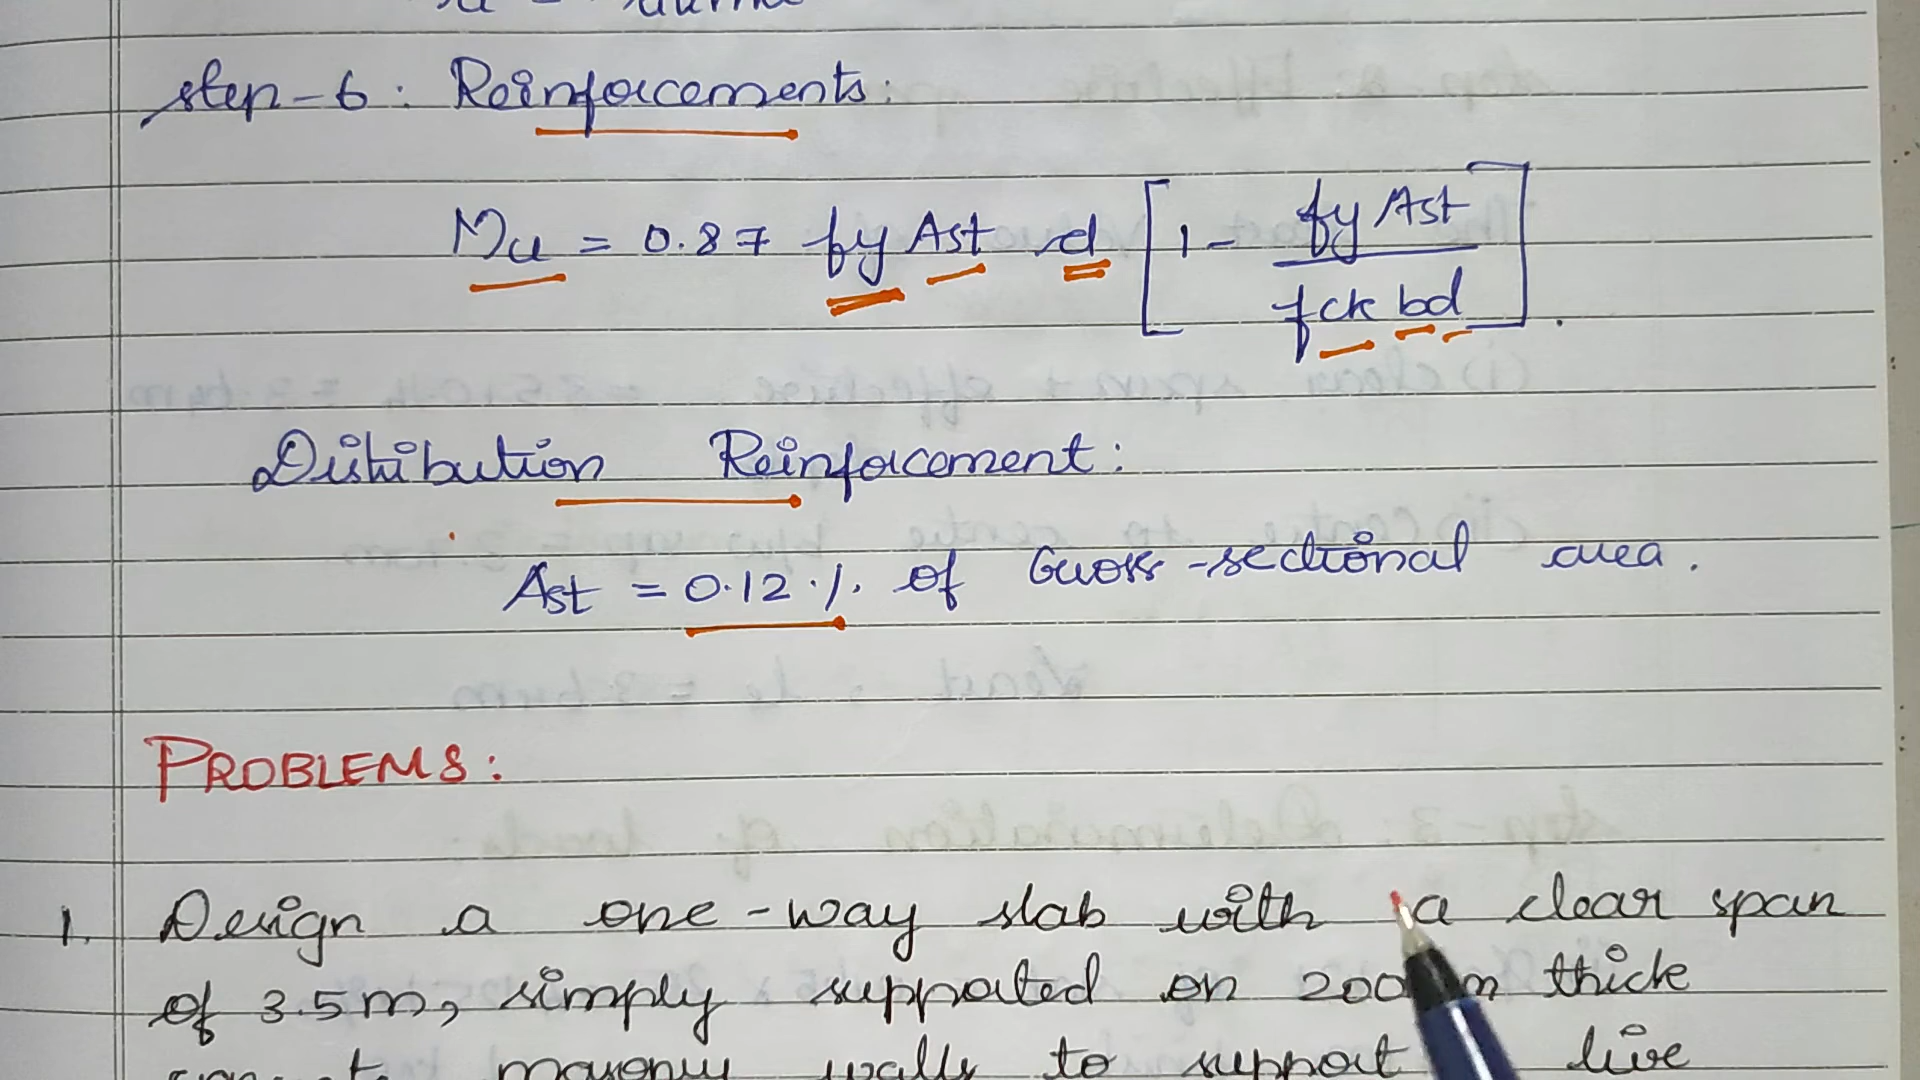 step-6: Reinforcements:
Mu = 0.87 fy Ast d [1 - fy Ast / fck bd].
Distribution Reinforcement:
Ast = 0.12 % of Gross-sectional area.
PROBLEMS:
1. Design a one-way slab with a clear span
of 3.5m, simply supported on 200 thick
masonry walls to support live